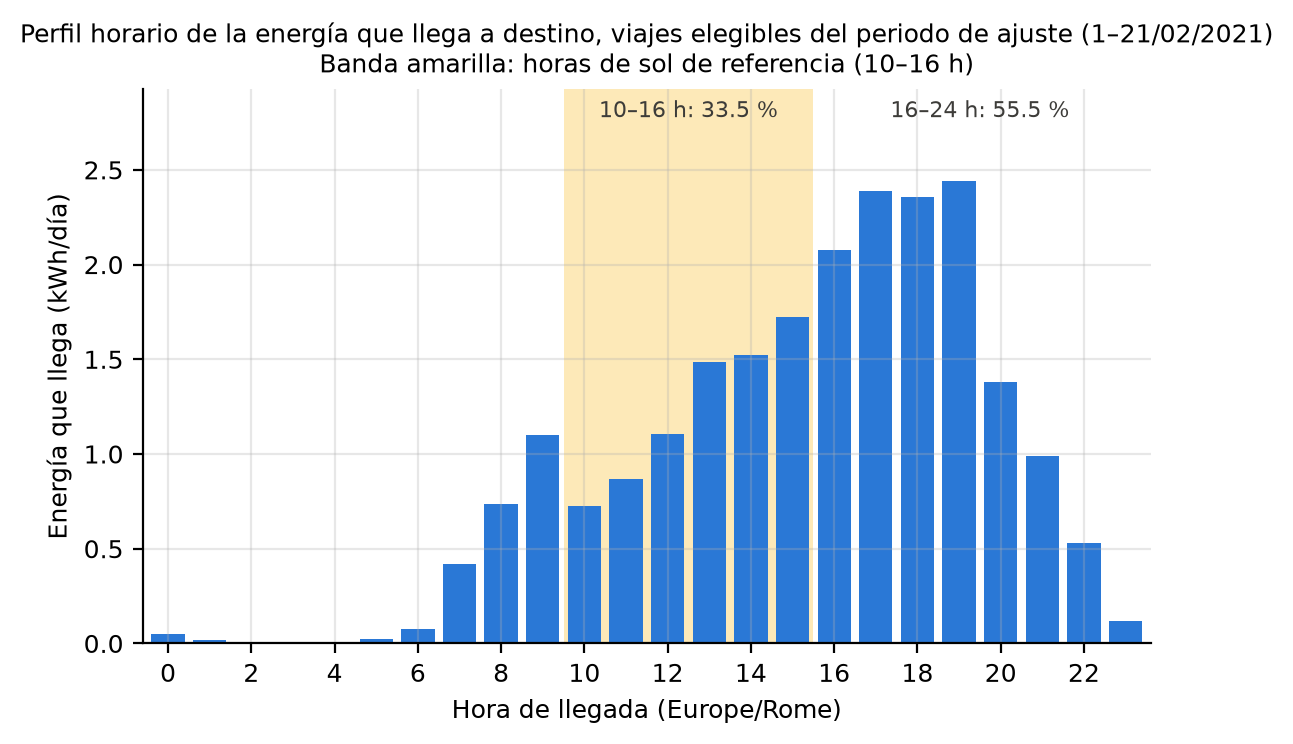 Perfil horario de la energía que llega a destino, viajes elegibles del periodo de ajuste (1–21/02/2021)
Banda amarilla: horas de sol de referencia (10–16 h)
10–16 h: 33.5 %
16–24 h: 55.5 %
Energía que llega (kWh/día)
2.5
2.0
1.5
1.0
0.5
0.0
0 2 4 6 8 10 12 14 16 18 20 22
Hora de llegada (Europe/Rome)